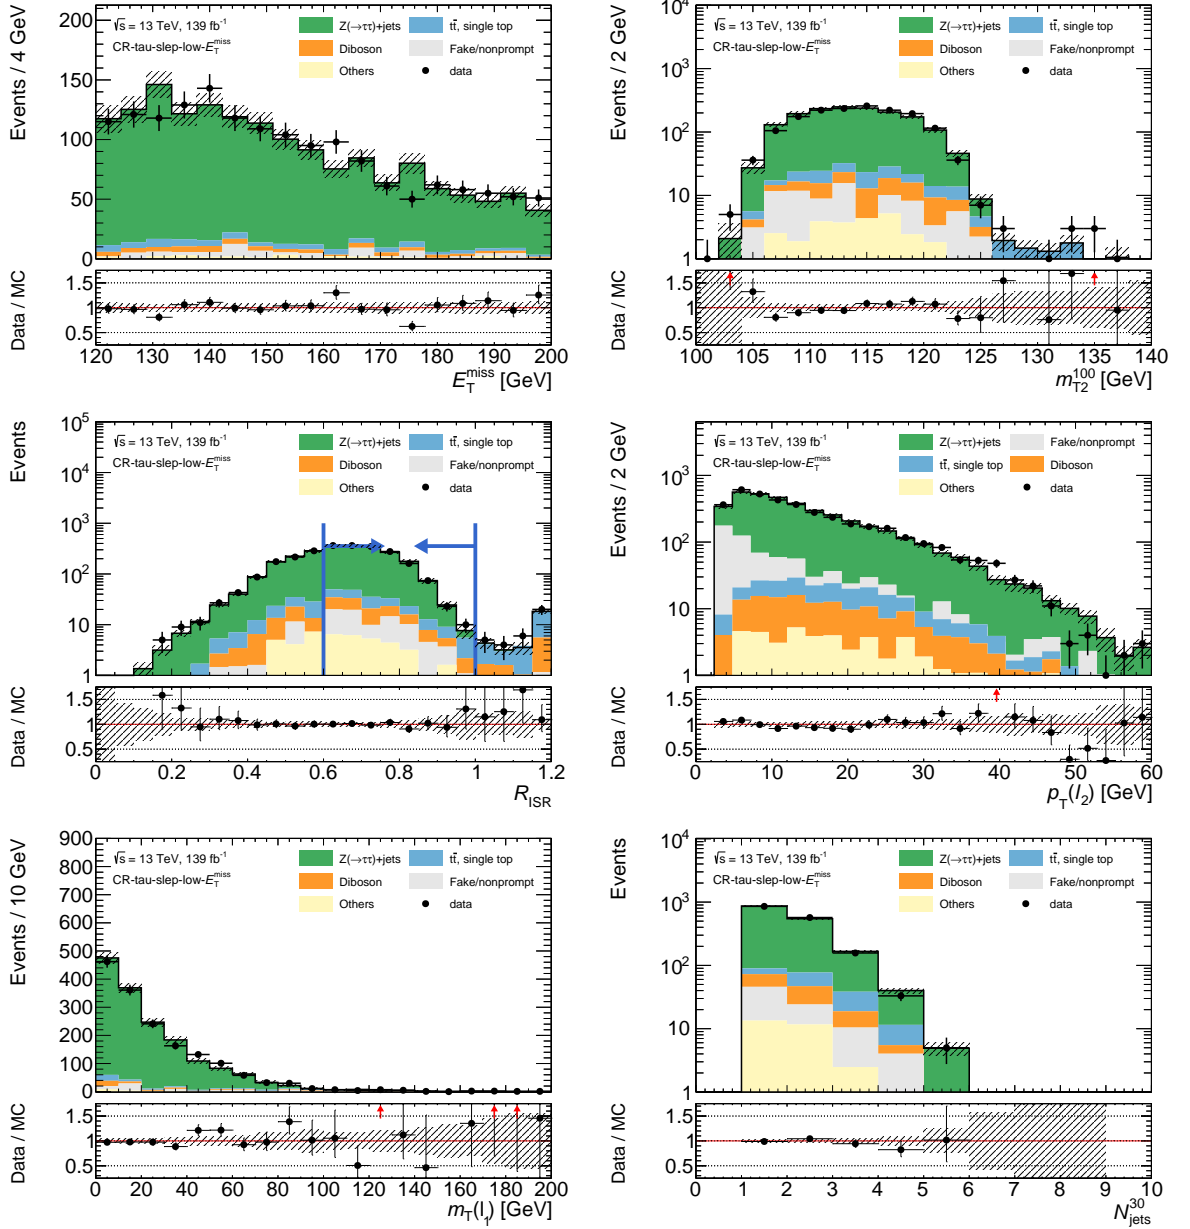 Events / 4 GeV
√s = 13 TeV, 139 fb⁻¹
CR-tau-slep-low-E_T^miss
Z(→ττ)+jets
tt̄, single top
Diboson
Fake/nonprompt
Others
data
150
100
50
0
Data / MC
1.5
1
0.5
120 130 140 150 160 170 180 190 200
E_T^miss [GeV]
Events / 2 GeV
√s = 13 TeV, 139 fb⁻¹
CR-tau-slep-low-E_T^miss
Z(→ττ)+jets
tt̄, single top
Diboson
Fake/nonprompt
Others
data
10⁴
10³
10²
10
1
Data / MC
1.5
1
0.5
100 105 110 115 120 125 130 135 140
m_T2^100 [GeV]
Events
√s = 13 TeV, 139 fb⁻¹
CR-tau-slep-low-E_T^miss
Z(→ττ)+jets
tt̄, single top
Diboson
Fake/nonprompt
Others
data
10⁵
10⁴
10³
10²
10
1
Data / MC
1.5
1
0.5
0 0.2 0.4 0.6 0.8 1 1.2
R_ISR
Events / 2 GeV
√s = 13 TeV, 139 fb⁻¹
CR-tau-slep-low-E_T^miss
Z(→ττ)+jets
Fake/nonprompt
tt̄, single top
Diboson
Others
data
10³
10²
10
1
Data / MC
1.5
1
0.5
0 10 20 30 40 50 60
p_T(l_2) [GeV]
Events / 10 GeV
√s = 13 TeV, 139 fb⁻¹
CR-tau-slep-low-E_T^miss
Z(→ττ)+jets
tt̄, single top
Diboson
Fake/nonprompt
Others
data
900
800
700
600
500
400
300
200
100
0
Data / MC
1.5
1
0.5
0 20 40 60 80 100 120 140 160 180 200
m_T(l_1) [GeV]
Events
√s = 13 TeV, 139 fb⁻¹
CR-tau-slep-low-E_T^miss
Z(→ττ)+jets
tt̄, single top
Diboson
Fake/nonprompt
Others
data
10⁴
10³
10²
10
1
Data / MC
1.5
1
0.5
0 1 2 3 4 5 6 7 8 9 10
N_jets^30